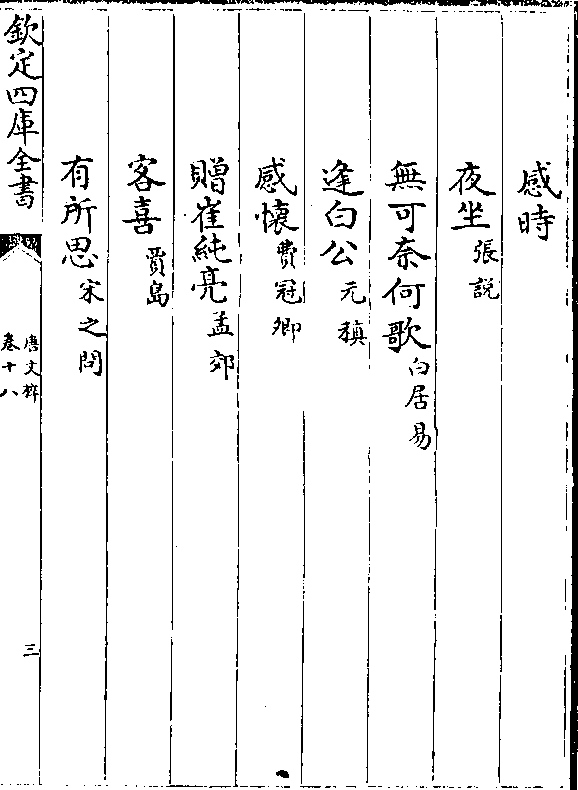 感時
夜坐張説
無可奈何歌白居易
逢白公元稹
感懐費冠卿
贈崔純亮孟郊
客喜賈島
有所思宋之問
欽定四庫全書
唐文粹
卷十八
三